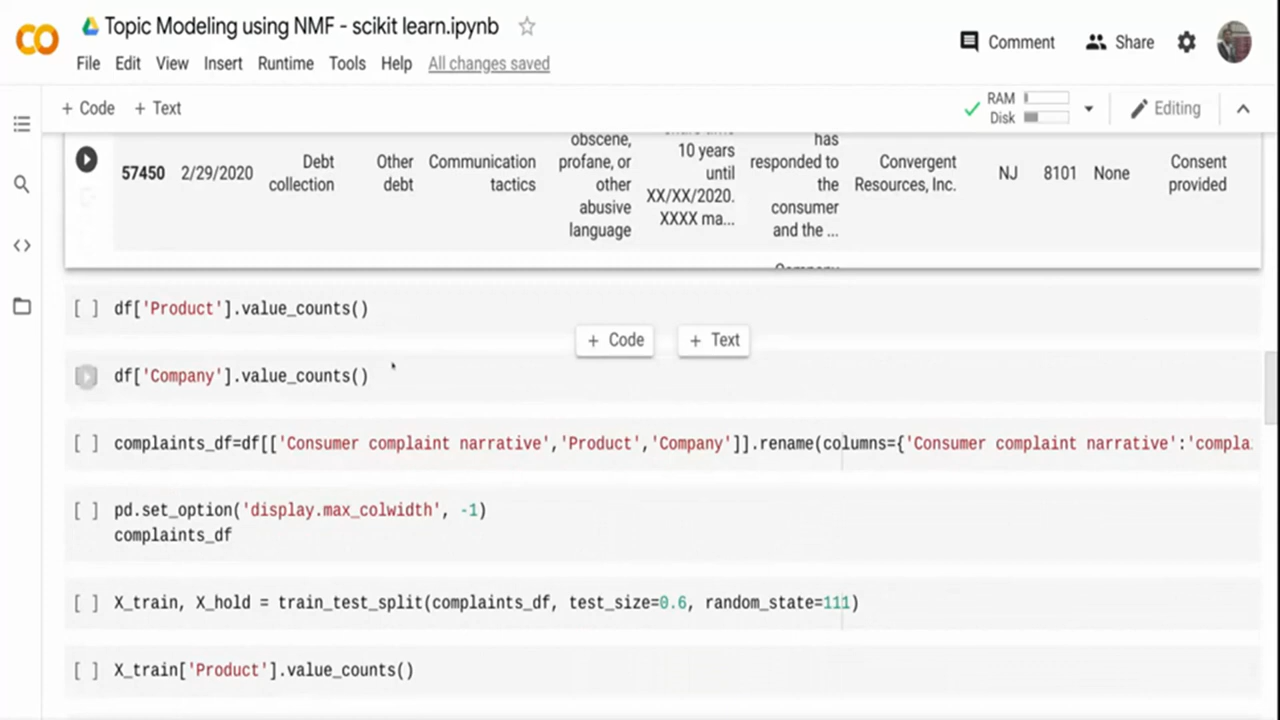 Topic Modeling using NMF - scikit learn.ipynb
Comment
Share
File Edit View Insert Runtime Tools Help All changes saved
+ Code + Text
RAM
Disk
Editing
57450 2/29/2020
Debt
collection
Other
debt
Communication
tactics
obscene,
profane, or
other
abusive
language
10 years
until
XX/XX/2020.
XXXX ma...
has
responded to
the
consumer
and the ...
Convergent
Resources, Inc.
NJ 8101 None
Consent
provided
[ ] df['Product'].value_counts()
+ Code + Text
df['Company'].value_counts()
[ ] complaints_df=df[['Consumer complaint narrative','Product','Company']].rename(columns={'Consumer complaint narrative':'compla
[ ] pd.set_option('display.max_colwidth', -1)
complaints_df
[ ] X_train, X_hold = train_test_split(complaints_df, test_size=0.6, random_state=111)
[ ] X_train['Product'].value_counts()